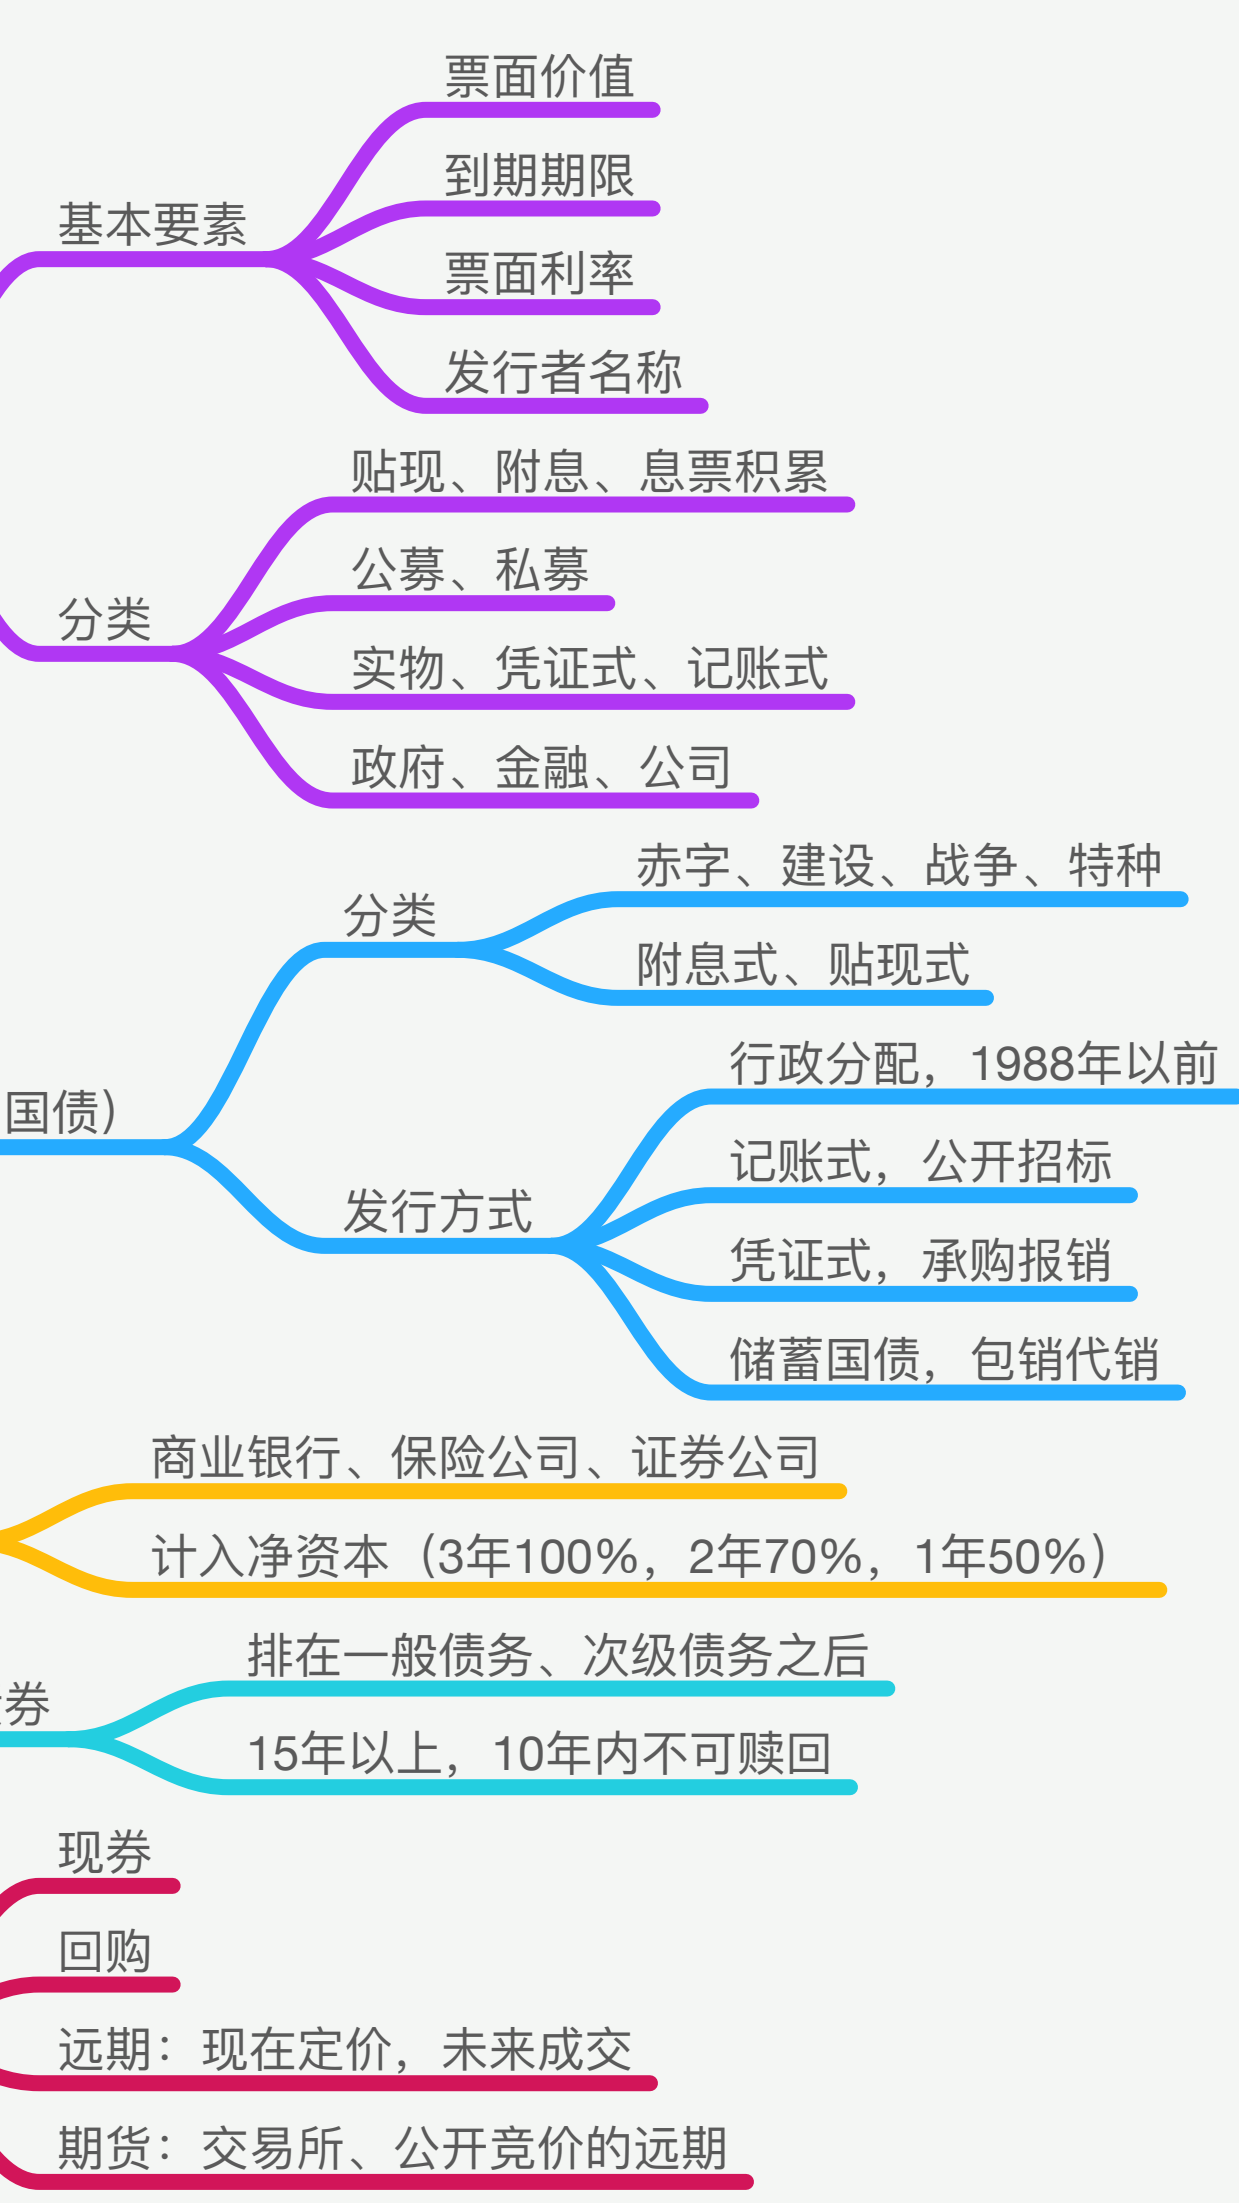 票面价值
到期期限
基本要素
票面利率
发行者名称
贴现、附息、息票积累
公募、私募
分类
实物、凭证式、记账式
政府、金融、公司
赤字、建设、战争、特种
分类
附息式、贴现式
行政分配，1988年以前
国债）
记账式，公开招标
发行方式
凭证式，承购报销
储蓄国债，包销代销
商业银行、保险公司、证券公司
计入净资本（3年100%，2年70%，1年50%）
排在一般债务、次级债务之后
券
15年以上，10年内不可赎回
现券
回购
远期：现在定价，未来成交
期货：交易所、公开竞价的远期